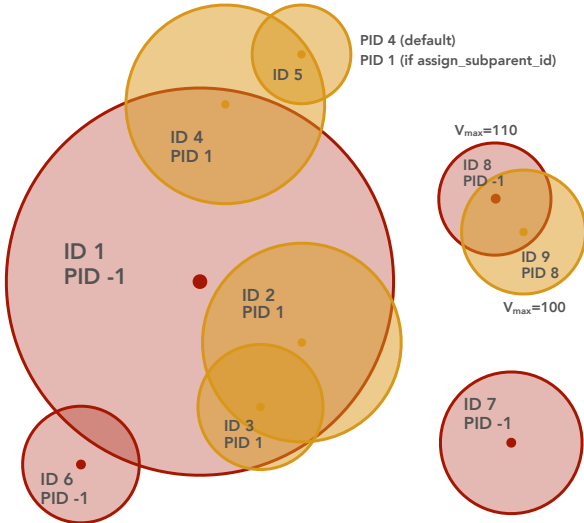 PID 4 (default)
PID 1 (if assign_subparent_id)
ID 5
ID 4
PID 1
Vmax=110
ID 8
PID -1
ID 1
PID -1
ID 9
PID 8
ID 2
PID 1
Vmax=100
ID 7
PID -1
ID 3
PID 1
ID 6
PID -1